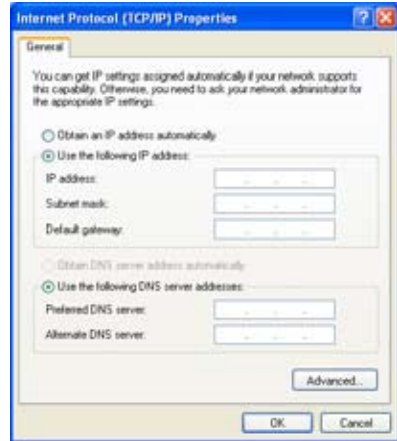 Internet Protocol (TCP/IP) Properties
General
You can get IP settings assigned automatically if your network supports
this capability. Otherwise, you need to ask your network administrator for
the appropriate IP settings.
Obtain an IP address automatically
Use the following IP address:
IP address:
Subnet mask:
Default gateway:
Obtain DNS server address automatically
Use the following DNS server addresses:
Preferred DNS server:
Alternate DNS server:
Advanced...
OK
Cancel